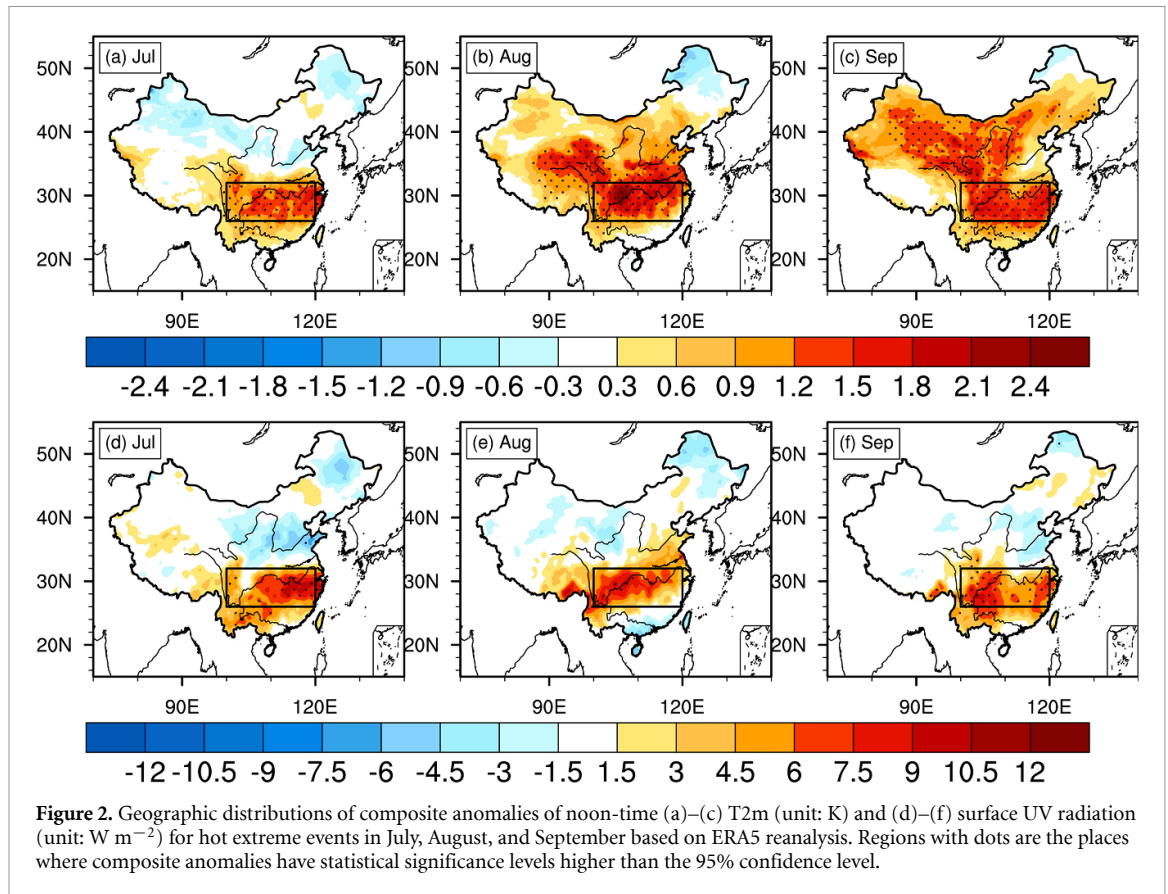 (a) Jul
(b) Aug
(c) Sep
50N
40N
30N
20N
50N
40N
30N
20N
50N
40N
30N
20N
90E 120E
90E 120E
90E 120E
-2.4 -2.1 -1.8 -1.5 -1.2 -0.9 -0.6 -0.3 0.3 0.6 0.9 1.2 1.5 1.8 2.1 2.4
(d) Jul
(e) Aug
(f) Sep
50N
40N
30N
20N
50N
40N
30N
20N
50N
40N
30N
20N
90E 120E
90E 120E
90E 120E
-12 -10.5 -9 -7.5 -6 -4.5 -3 -1.5 1.5 3 4.5 6 7.5 9 10.5 12
Figure 2. Geographic distributions of composite anomalies of noon-time (a)–(c) T2m (unit: K) and (d)–(f) surface UV radiation
(unit: W m−2) for hot extreme events in July, August, and September based on ERA5 reanalysis. Regions with dots are the places
where composite anomalies have statistical significance levels higher than the 95% confidence level.